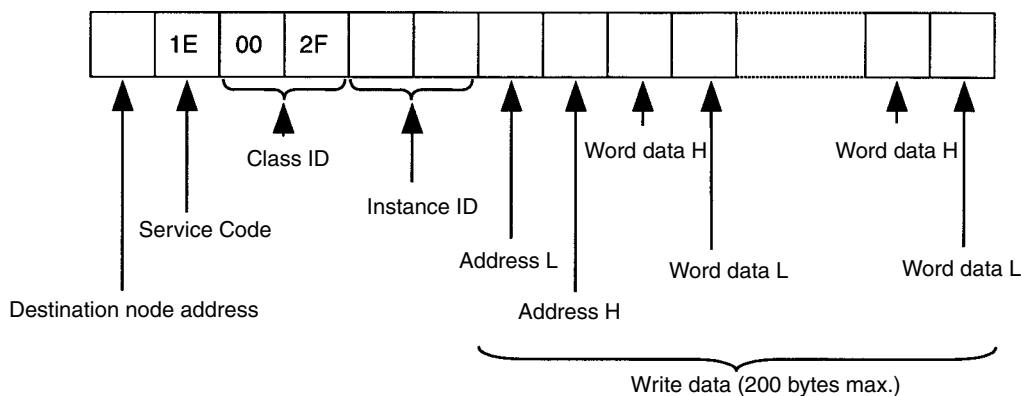 1E 00 2F
Word data H Word data H
Class ID
Instance ID
Service Code
Address L Word data L Word data L
Destination node address Address H
Write data (200 bytes max.)